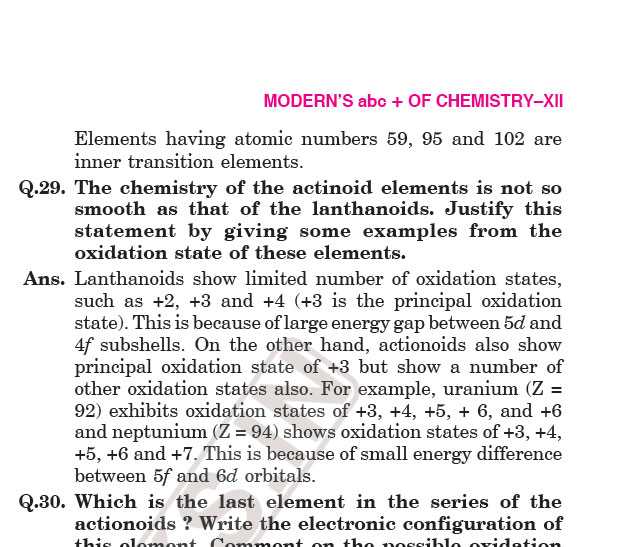 MODERN'S abc + OF CHEMISTRY–XII
Elements having atomic numbers 59, 95 and 102 are
inner transition elements.
Q.29. The chemistry of the actinoid elements is not so
smooth as that of the lanthanoids. Justify this
statement by giving some examples from the
oxidation state of these elements.
Ans. Lanthanoids show limited number of oxidation states,
such as +2, +3 and +4 (+3 is the principal oxidation
state). This is because of large energy gap between 5d and
4f subshells. On the other hand, actionoids also show
principal oxidation state of +3 but show a number of
other oxidation states also. For example, uranium (Z =
92) exhibits oxidation states of +3, +4, +5, + 6, and +6
and neptunium (Z = 94) shows oxidation states of +3, +4,
+5, +6 and +7. This is because of small energy difference
between 5f and 6d orbitals.
Q.30. Which is the last element in the series of the
actionoids ? Write the electronic configuration of
this element. Comment on the possible oxidation